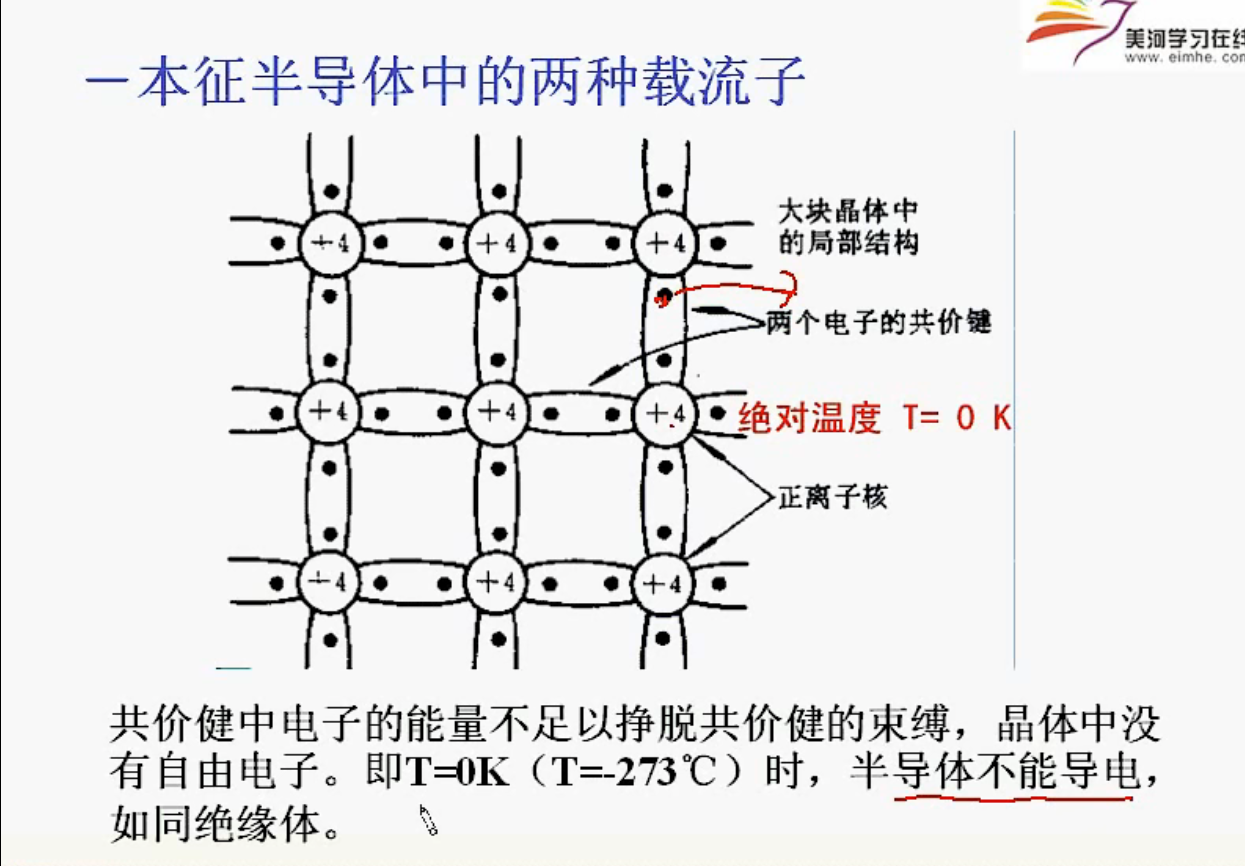 美河学习在线
www.eimhe.com
一本征半导体中的两种载流子
大块晶体中
的局部结构
+4 +4 +4
两个电子的共价键
+4 +4 +4
绝对温度 T= 0 K
正离子核
+4 +4 +4
共价健中电子的能量不足以挣脱共价健的束缚，晶体中没
有自由电子。即T=0K（T=-273℃）时，半导体不能导电，
如同绝缘体。